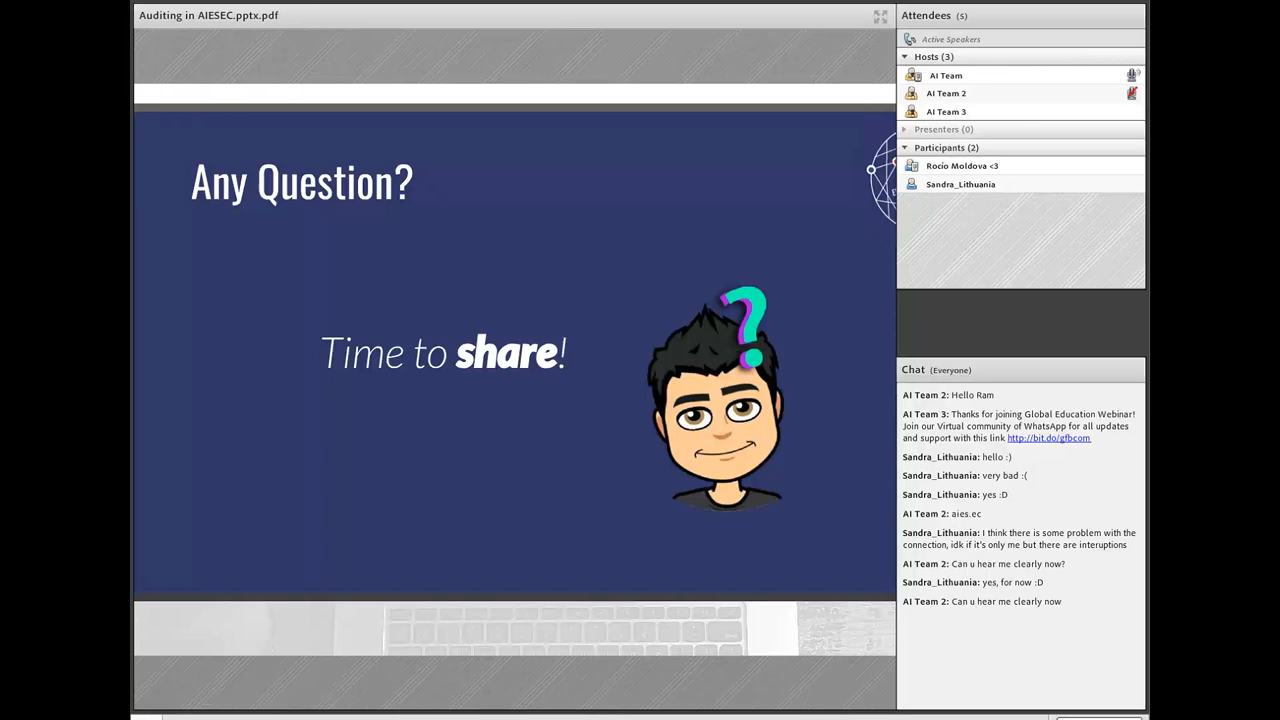 Auditing in AIESEC.pptx.pdf
Any Question?
Time to share!
?
Attendees (5)
Active Speakers
Hosts (3)
AI Team
AI Team 2
AI Team 3
Presenters (0)
Participants (2)
Rocío Moldova <3
Sandra_Lithuania
Chat (Everyone)
AI Team 2: Hello Ram
AI Team 3: Thanks for joining Global Education Webinar!
Join our Virtual community of WhatsApp for all updates
and support with this link http://bit.do/gfbcom
Sandra_Lithuania: hello :)
Sandra_Lithuania: very bad :(
Sandra_Lithuania: yes :D
AI Team 2: aies.ec
Sandra_Lithuania: I think there is some problem with the
connection, idk if it's only me but there are interuptions
AI Team 2: Can u hear me clearly now?
Sandra_Lithuania: yes, for now :D
AI Team 2: Can u hear me clearly now